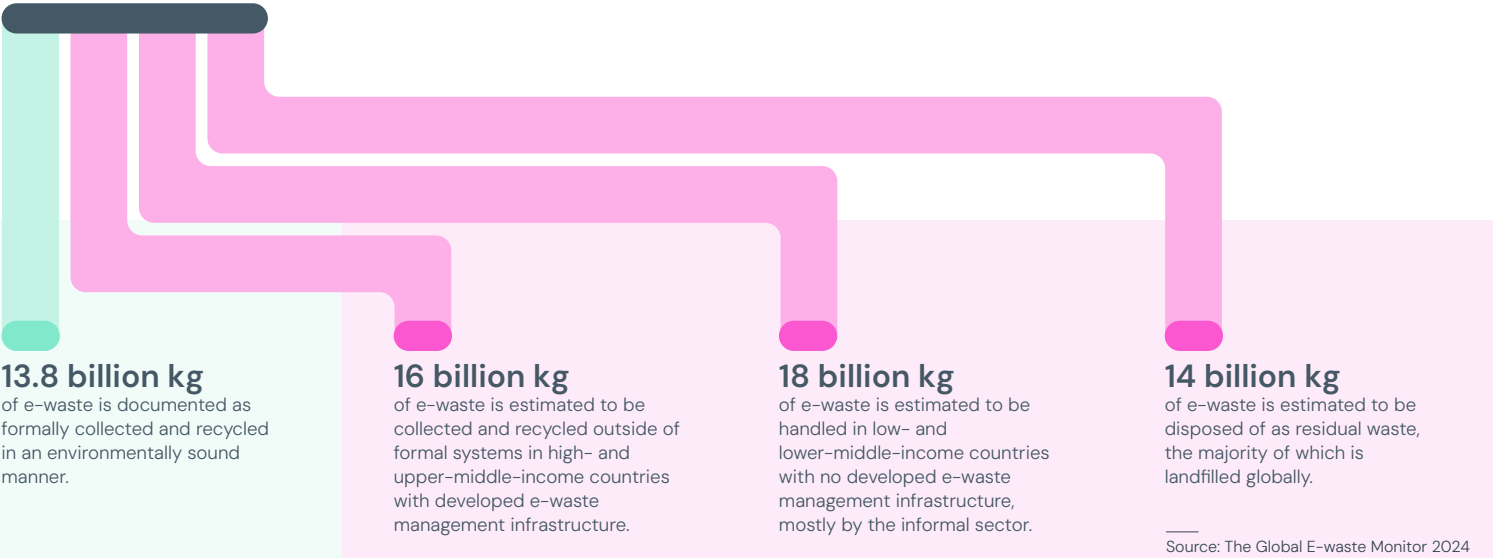 13.8 billion kg
of e-waste is documented as
formally collected and recycled
in an environmentally sound
manner.
16 billion kg
of e-waste is estimated to be
collected and recycled outside of
formal systems in high- and
upper-middle-income countries
with developed e-waste
management infrastructure.
18 billion kg
of e-waste is estimated to be
handled in low- and
lower-middle-income countries
with no developed e-waste
management infrastructure,
mostly by the informal sector.
14 billion kg
of e-waste is estimated to be
disposed of as residual waste,
the majority of which is
landfilled globally.
Source: The Global E-waste Monitor 2024